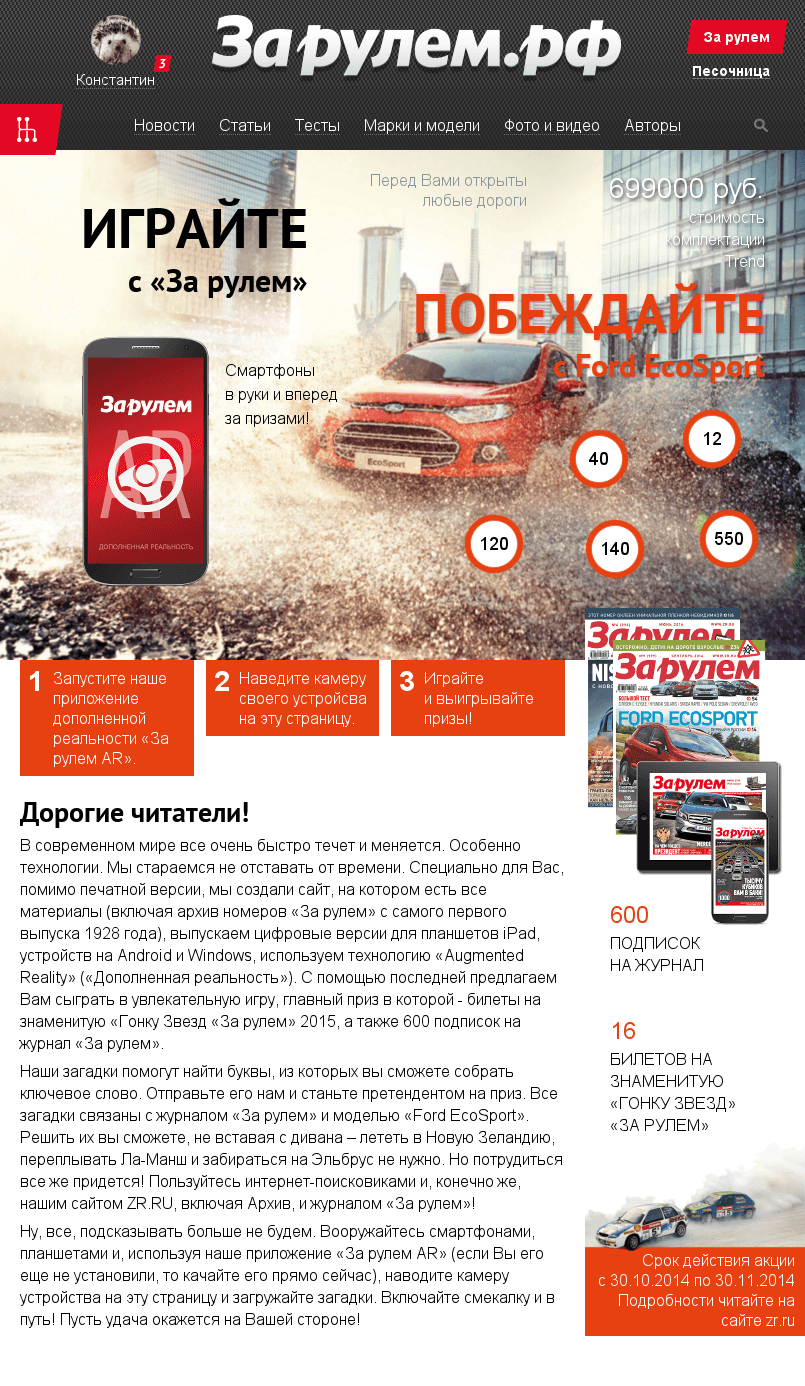 За рулем.рф
За рулем
Песочница
3
Константин
Новости Статьи Тесты Марки и модели Фото и видео Авторы
ИГРАЙТЕ
с «За рулем»
Перед Вами открыты
любые дороги
699000 руб.
стоимость
комплектации
Trend
ПОБЕЖДАЙТЕ
с Ford EcoSport
Смартфоны
в руки и вперед
за призами!
За рулем
AR
ДОПОЛНЕННАЯ РЕАЛЬНОСТЬ
EcoSport
40
12
120
140
550
1 Запустите наше
приложение
дополненной
реальности «За
рулем AR».
2 Наведите камеру
своего устройсва
на эту страницу.
3 Играйте
и выигрывайте
призы!
За рулем
За рулем
FORD ECOSPORT
За рулем
За рулем
Дорогие читатели!
В современном мире все очень быстро течет и меняется. Особенно
технологии. Мы стараемся не отставать от времени. Специально для Вас,
помимо печатной версии, мы создали сайт, на котором есть все
материалы (включая архив номеров «За рулем» с самого первого
выпуска 1928 года), выпускаем цифровые версии для планшетов iPad,
устройств на Android и Windows, используем технологию «Augmented
Reality» («Дополненная реальность»). С помощью последней предлагаем
Вам сыграть в увлекательную игру, главный приз в которой - билеты на
знаменитую «Гонку Звезд «За рулем» 2015, а также 600 подписок на
журнал «За рулем».
Наши загадки помогут найти буквы, из которых вы сможете собрать
ключевое слово. Отправьте его нам и станьте претендентом на приз. Все
загадки связаны с журналом «За рулем» и моделью «Ford EcoSport».
Решить их вы сможете, не вставая с дивана – лететь в Новую Зеландию,
переплывать Ла-Манш и забираться на Эльбрус не нужно. Но потрудиться
все же придется! Пользуйтесь интернет-поисковиками и, конечно же,
нашим сайтом ZR.RU, включая Архив, и журналом «За рулем»!
Ну, все, подсказывать больше не будем. Вооружайтесь смартфонами,
планшетами и, используя наше приложение «За рулем AR» (если Вы его
еще не установили, то качайте его прямо сейчас), наводите камеру
устройства на эту страницу и загружайте загадки. Включайте смекалку и в
путь! Пусть удача окажется на Вашей стороне!
600
ПОДПИСОК
НА ЖУРНАЛ
16
БИЛЕТОВ НА
ЗНАМЕНИТУЮ
«ГОНКУ ЗВЕЗД»
«ЗА РУЛЕМ»
Срок действия акции
с 30.10.2014 по 30.11.2014
Подробности читайте на
сайте zr.ru